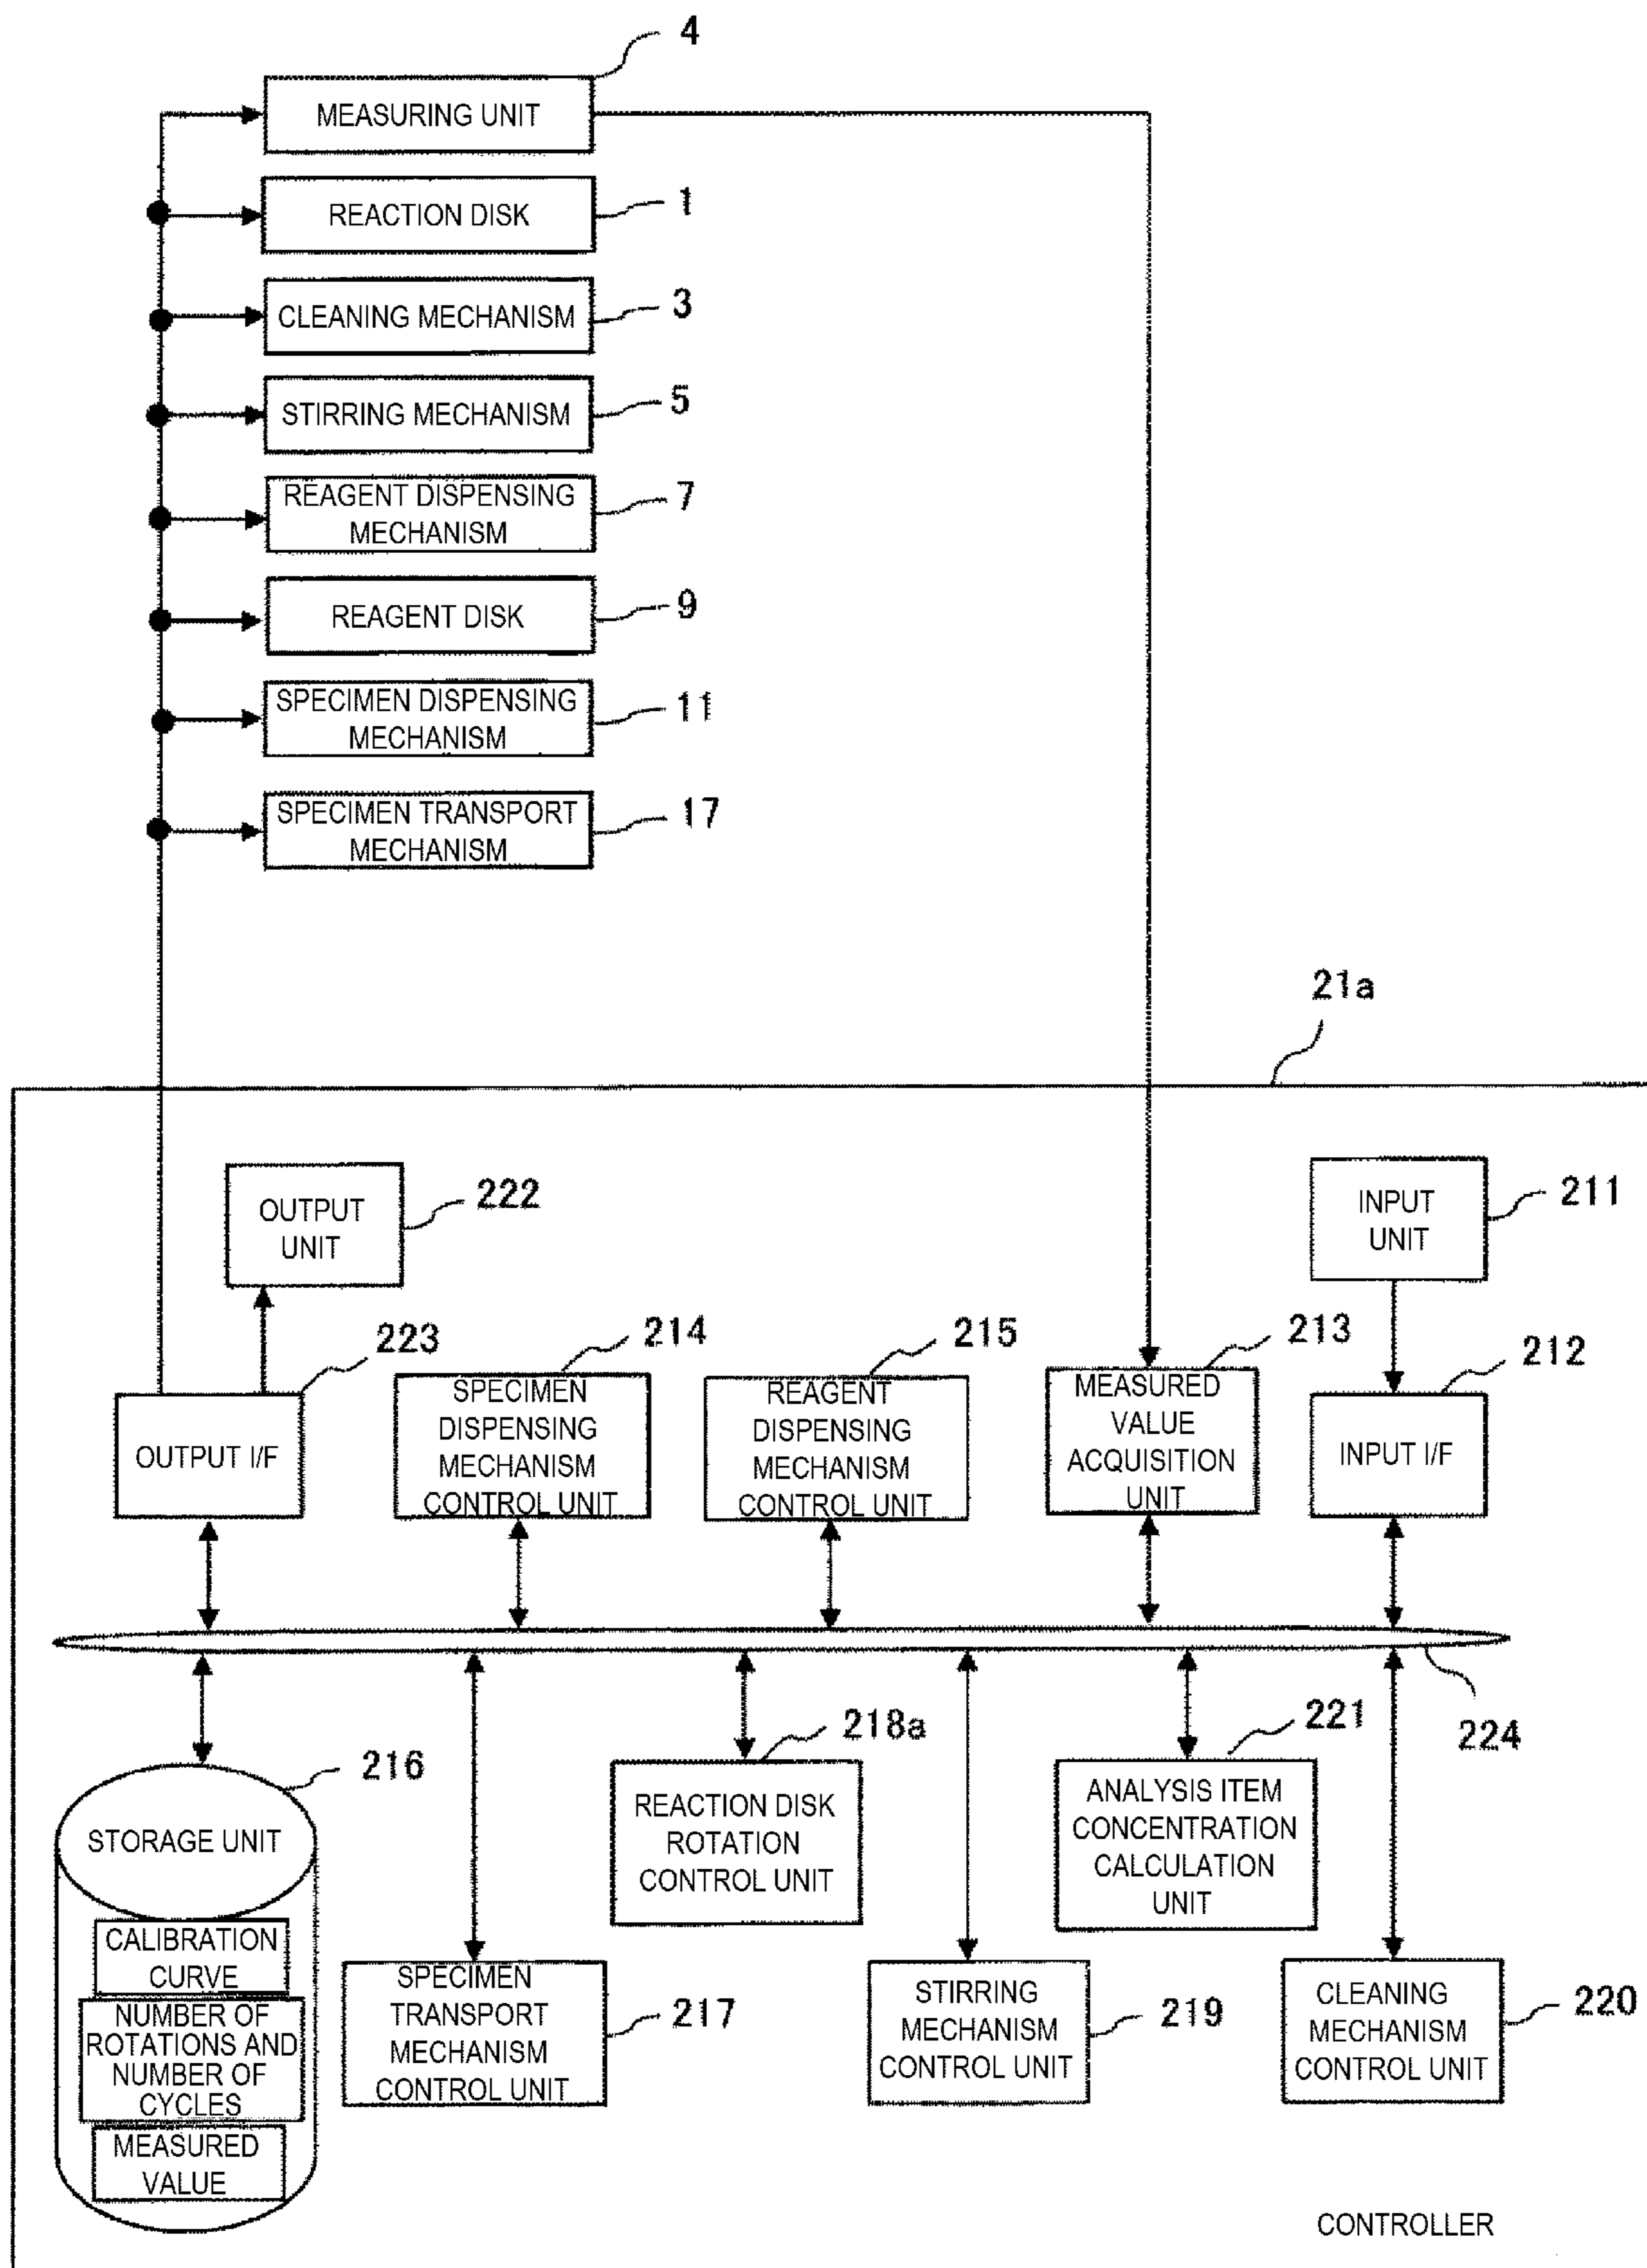 4
MEASURING UNIT
REACTION DISK
1
CLEANING MECHANISM
3
STIRRING MECHANISM
5
REAGENT DISPENSING
MECHANISM
7
REAGENT DISK
9
SPECIMEN DISPENSING
MECHANISM
11
SPECIMEN TRANSPORT
MECHANISM
17
21a
OUTPUT
UNIT
222
INPUT
UNIT
211
OUTPUT I/F
223
SPECIMEN
DISPENSING
MECHANISM
CONTROL UNIT
214
REAGENT
DISPENSING
MECHANISM
CONTROL UNIT
215
MEASURED
VALUE
ACQUISITION
UNIT
213
INPUT I/F
212
224
STORAGE UNIT
216
CALIBRATION
CURVE
NUMBER OF
ROTATIONS AND
NUMBER OF
CYCLES
MEASURED
VALUE
REACTION DISK
ROTATION
CONTROL UNIT
218a
ANALYSIS ITEM
CONCENTRATION
CALCULATION
UNIT
221
SPECIMEN
TRANSPORT
MECHANISM
CONTROL UNIT
217
STIRRING
MECHANISM
CONTROL UNIT
219
CLEANING
MECHANISM
CONTROL UNIT
220
CONTROLLER